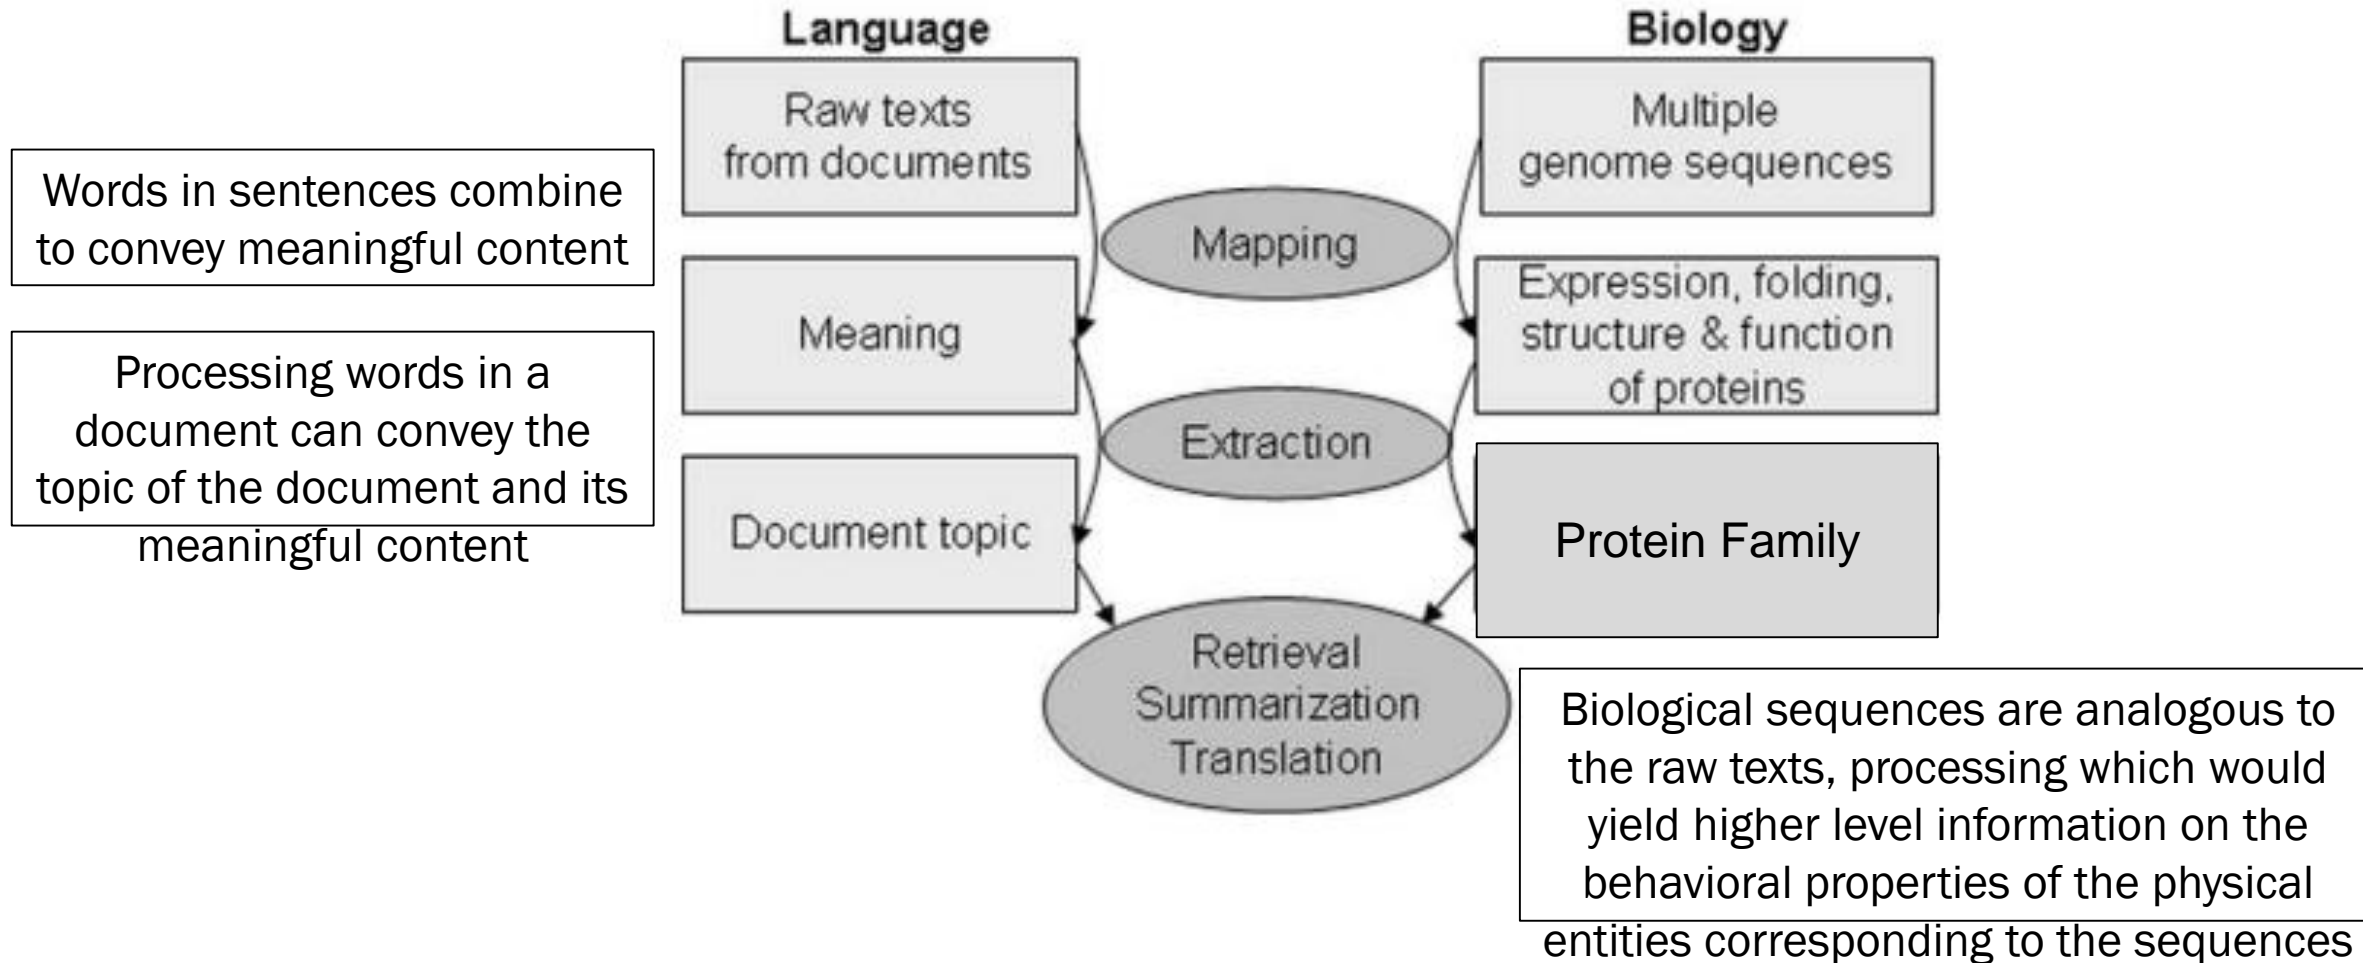 Language
Biology
Raw texts
from documents
Multiple
genome sequences
Words in sentences combine
to convey meaningful content
Mapping
Meaning
Expression, folding,
structure & function
of proteins
Processing words in a
document can convey the
topic of the document and its
meaningful content
Extraction
Document topic
Protein Family
Retrieval
Summarization
Translation
Biological sequences are analogous to
the raw texts, processing which would
yield higher level information on the
behavioral properties of the physical
entities corresponding to the sequences